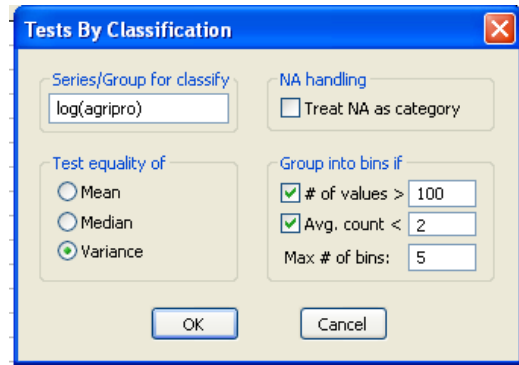 Tests By Classification
Series/Group for classify
log(agripro)
NA handling
Treat NA as category
Test equality of
Mean
Median
Variance
Group into bins if
# of values > 100
Avg. count < 2
Max # of bins: 5
OK
Cancel